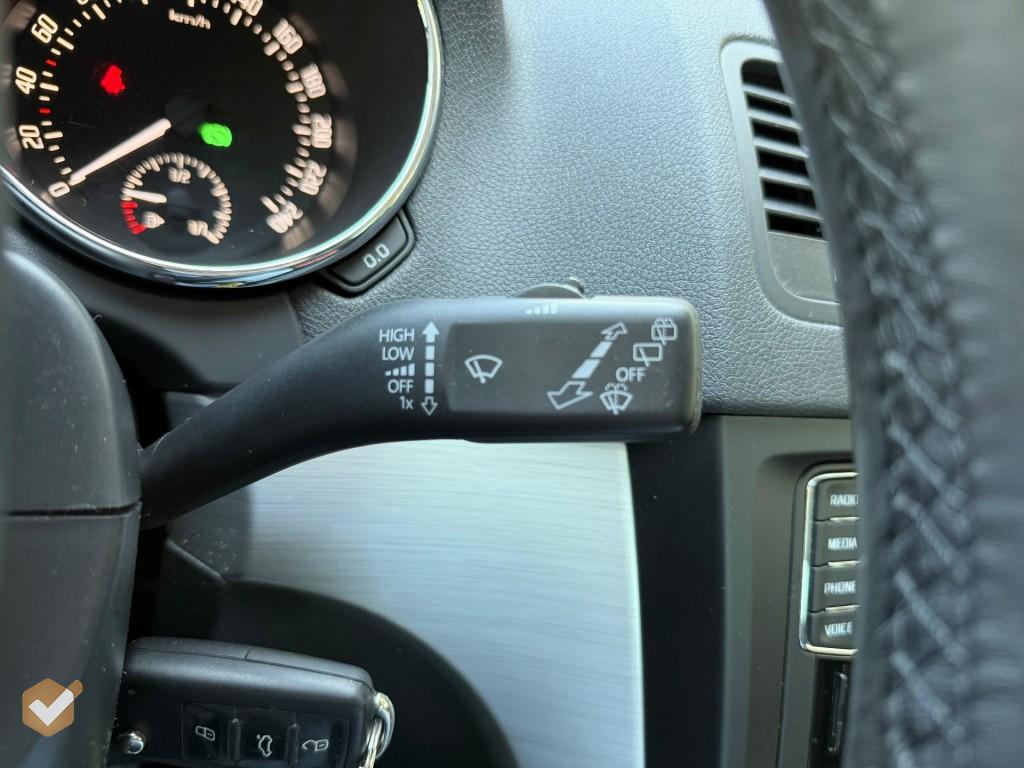 km/h
20
40
60
140
160
180
200
220
240
0
1/2
0.0
HIGH
LOW
OFF
1x
OFF
RADIO
MEDIA
PHONE
VOICE